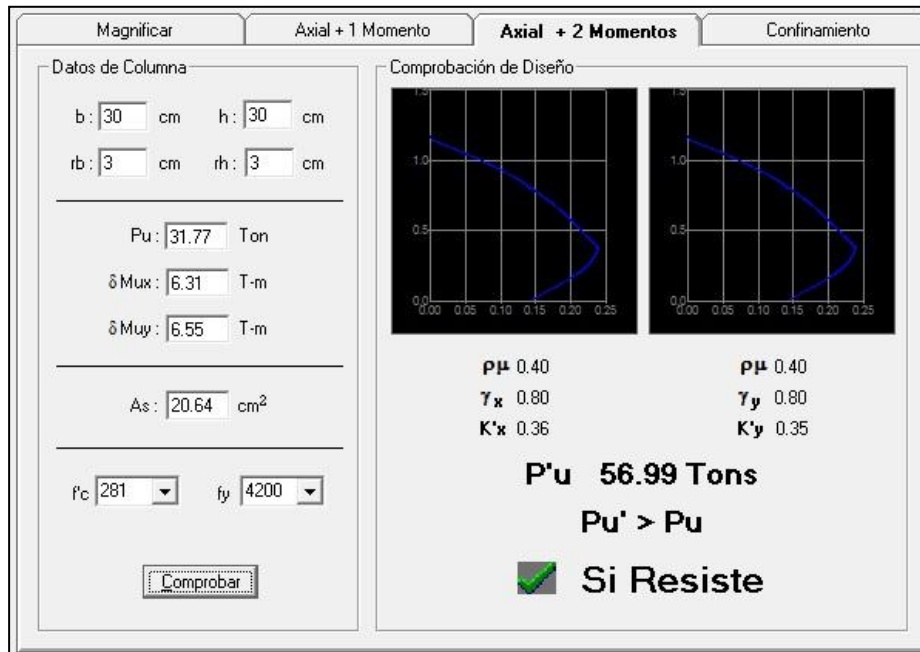 Magnificar
Axial + 1 Momento
Axial + 2 Momentos
Confinamiento
Datos de Columna
b : 30 cm h : 30 cm
rb : 3 cm rh : 3 cm
Pu : 31.77 Ton
δMux : 6.31 T-m
δMuy : 6.55 T-m
As : 20.64 cm²
f'c 281 fy 4200
Comprobar
Comprobación de Diseño
1.5
1.0
0.5
0.0
0.00 0.05 0.10 0.15 0.20 0.25
1.5
1.0
0.5
0.0
0.00 0.05 0.10 0.15 0.20 0.25
ρμ 0.40
γx 0.80
K'x 0.36
ρμ 0.40
γy 0.80
K'y 0.35
P'u 56.99 Tons
Pu' > Pu
Si Resiste